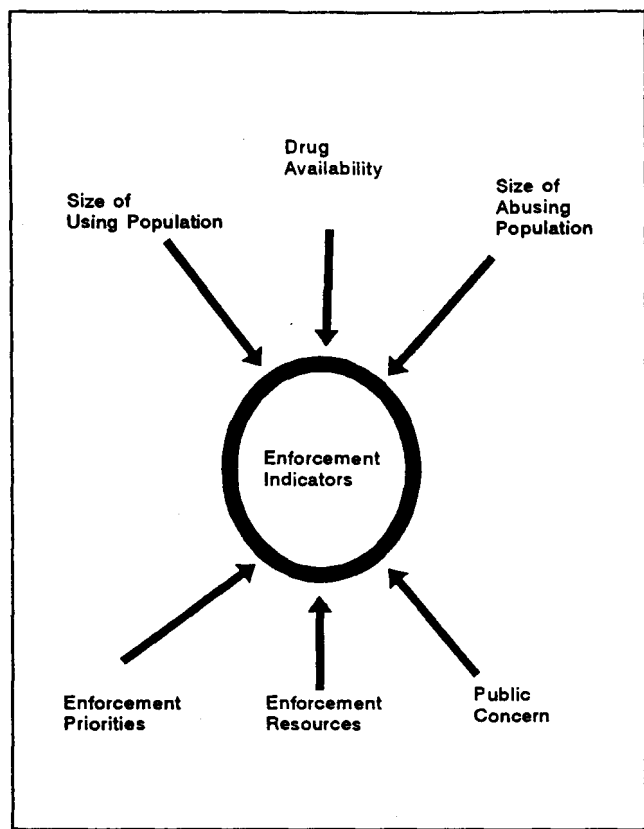 Drug
Availability
Size of
Using Population
Size of
Abusing
Population
Enforcement
Indicators
Enforcement
Priorities
Enforcement
Resources
Public
Concern